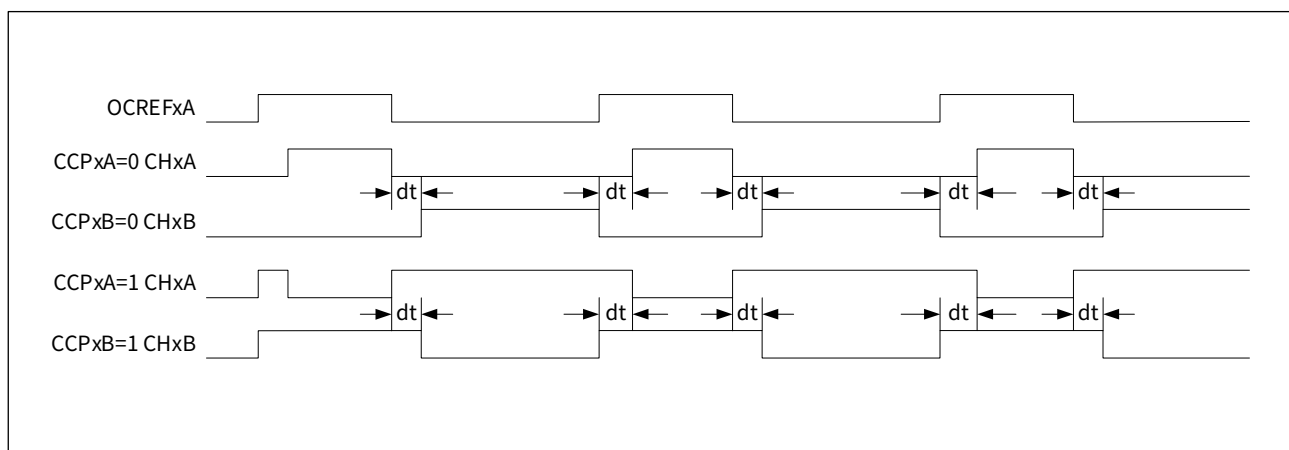 OCREFxA
CCPxA=0 CHxA
dt dt dt dt dt
CCPxB=0 CHxB
CCPxA=1 CHxA
dt dt dt dt dt
CCPxB=1 CHxB